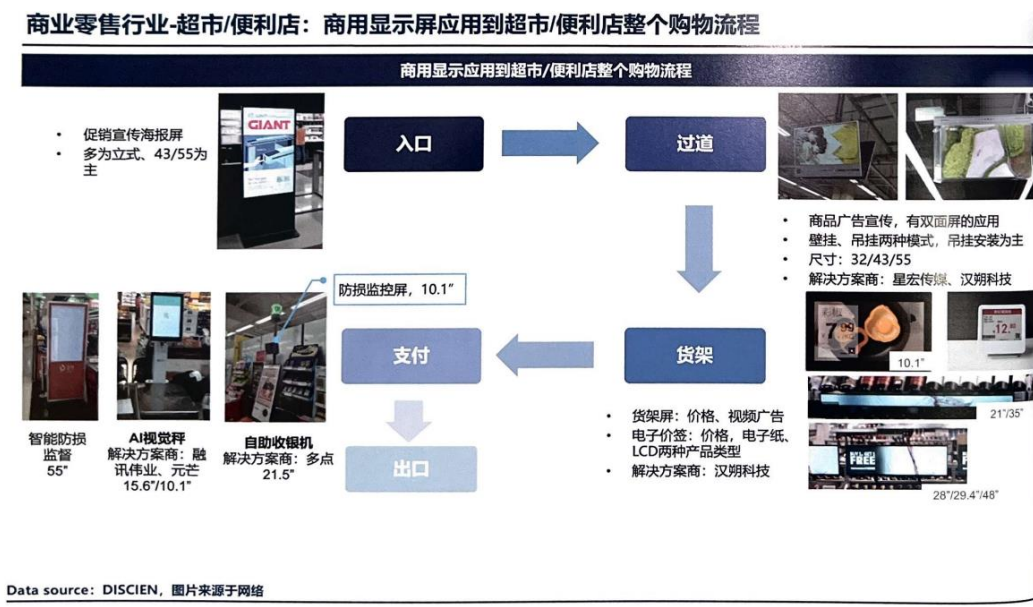 商业零售行业-超市/便利店：商用显示屏应用到超市/便利店整个购物流程
商用显示应用到超市/便利店整个购物流程
• 促销宣传海报屏
• 多为立式、43/55为
主
GIANT
入口
过道
• 商品广告宣传，有双面屏的应用
• 壁挂、吊挂两种模式，吊挂安装为主
• 尺寸：32/43/55
• 解决方案商：星宏传媒、汉朔科技
防损监控屏，10.1"
支付
货架
10.1"
12.
21"/35"
FREE
28"/29.4"/48"
• 货架屏：价格、视频广告
• 电子价签：价格，电子纸、
LCD两种产品类型
• 解决方案商：汉朔科技
智能防损
监督
55"
AI视觉秤
解决方案商：融
讯伟业、元芒
15.6"/10.1"
自助收银机
解决方案商：多点
21.5"
出口
Data source：DISCIEN，图片来源于网络